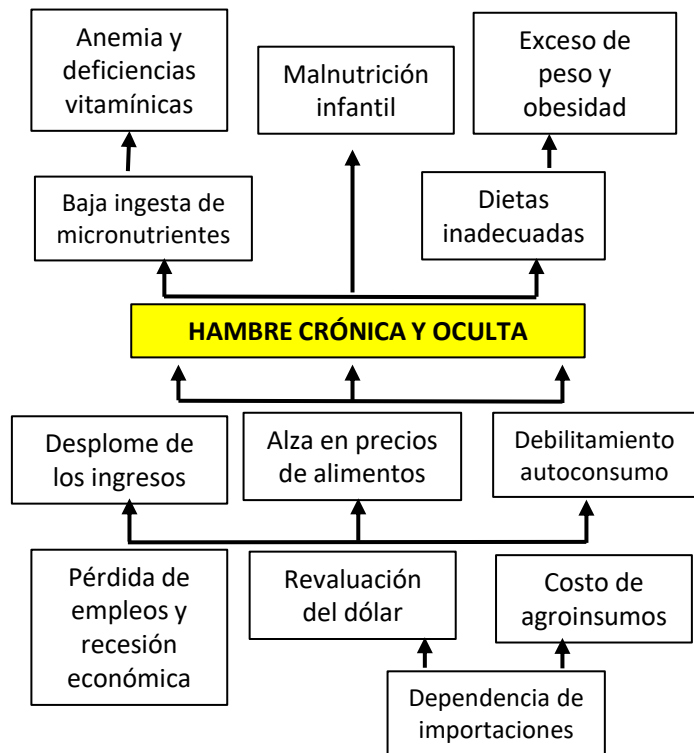 Anemia y
deficiencias
vitamínicas
Malnutrición
infantil
Exceso de
peso y
obesidad
Baja ingesta de
micronutrientes
Dietas
inadecuadas
HAMBRE CRÓNICA Y OCULTA
Desplome de
los ingresos
Alza en precios
de alimentos
Debilitamiento
autoconsumo
Pérdida de
empleos y
recesión
económica
Revaluación
del dólar
Costo de
agroinsumos
Dependencia de
importaciones